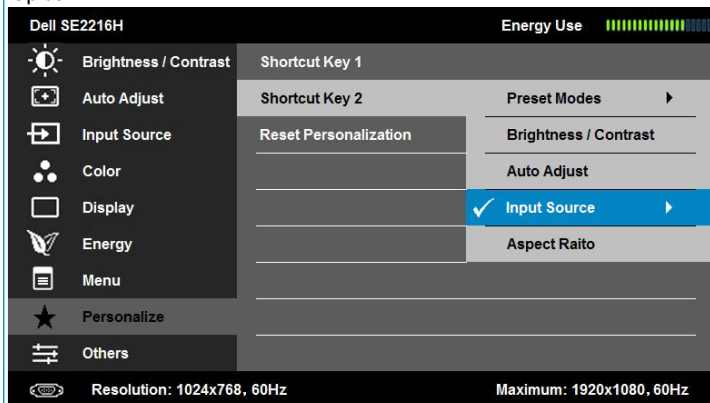 Dell SE2216H Energy Use
Brightness / Contrast Shortcut Key 1
Auto Adjust Shortcut Key 2 Preset Modes
Input Source Reset Personalization Brightness / Contrast
Color Auto Adjust
Display Input Source
Energy Aspect Raito
Menu
Personalize
Others
Resolution: 1024x768, 60Hz Maximum: 1920x1080, 60Hz